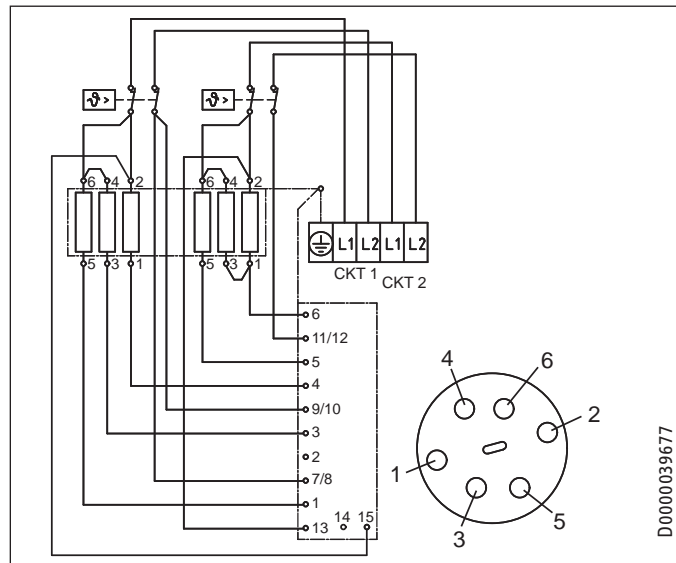 ϑ >
ϑ >
6 4 2
6 4 2
5 3 1
5 3 1
L1 L2 L1 L2
CKT 1
CKT 2
6
11/12
5
4
9/10
3
2
7/8
1
13 14 15
4 6
2
1
3 5
D0000039677